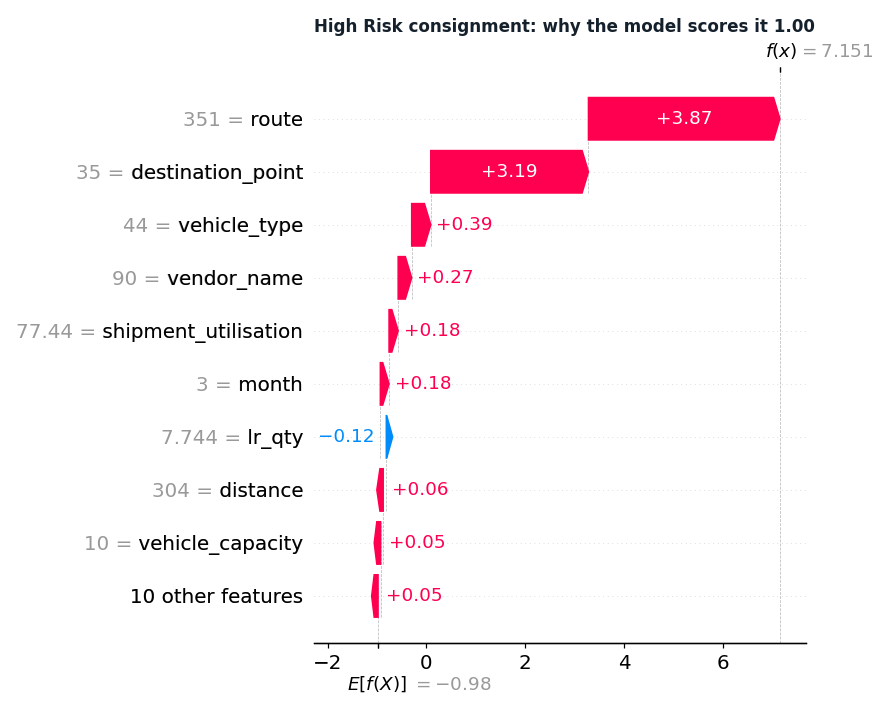 High Risk consignment: why the model scores it 1.00
f(x) = 7.151
351 = route
+3.87
35 = destination_point
+3.19
44 = vehicle_type
+0.39
90 = vendor_name
+0.27
77.44 = shipment_utilisation
+0.18
3 = month
+0.18
7.744 = lr_qty
−0.12
304 = distance
+0.06
10 = vehicle_capacity
+0.05
10 other features
+0.05
−2 0 2 4 6
E[f(X)] = −0.98